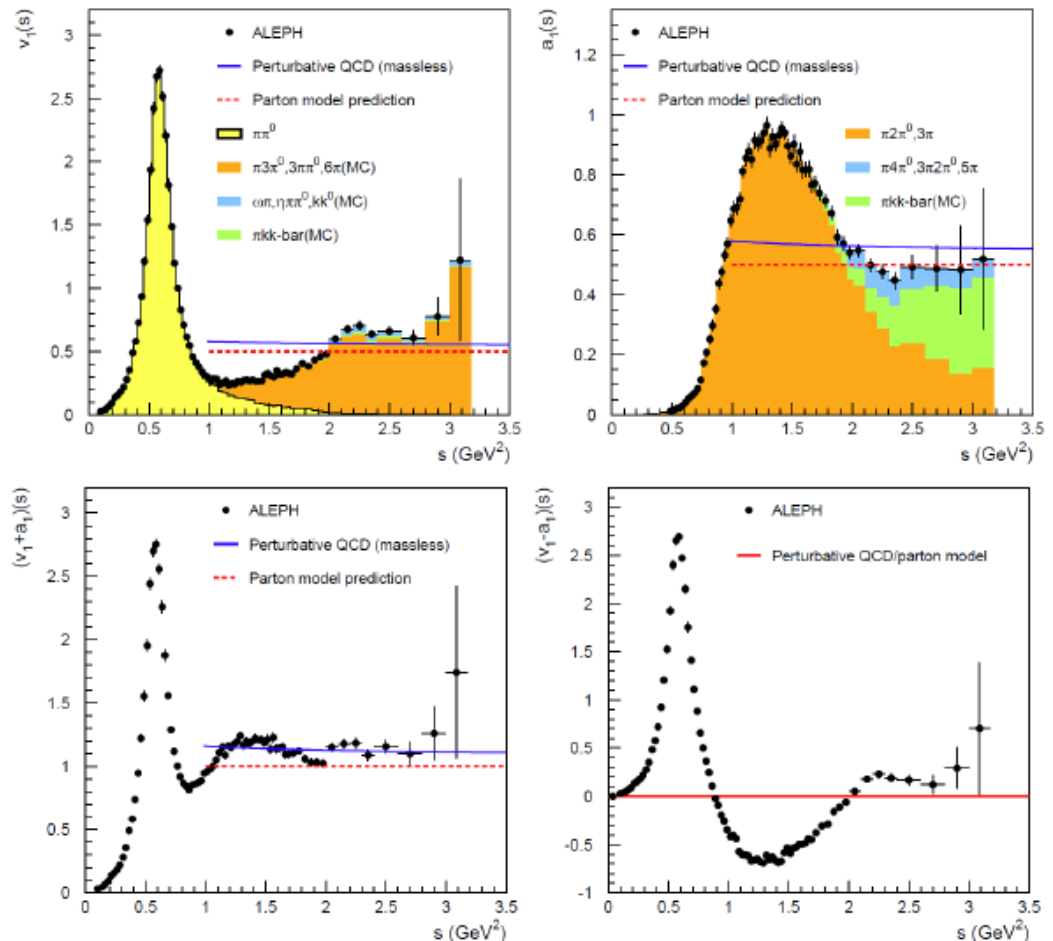 v₁(s)
3
2.5
2
1.5
1
0.5
0
ALEPH
Perturbative QCD (massless)
Parton model prediction
ππ⁰
π3π⁰,3ππ⁰,6π(MC)
ωπ,ηππ⁰,kk⁰(MC)
πkk-bar(MC)
0 0.5 1 1.5 2 2.5 3 3.5
s (GeV²)
a₁(s)
1.2
1
0.8
0.6
0.4
0.2
0
ALEPH
Perturbative QCD (massless)
Parton model prediction
π2π⁰,3π
π4π⁰,3π2π⁰,5π
πkk-bar(MC)
0 0.5 1 1.5 2 2.5 3 3.5
s (GeV²)
(v₁+a₁)(s)
3
2.5
2
1.5
1
0.5
0
ALEPH
Perturbative QCD (massless)
Parton model prediction
0 0.5 1 1.5 2 2.5 3 3.5
s (GeV²)
(v₁-a₁)(s)
3
2.5
2
1.5
1
0.5
0
-0.5
-1
ALEPH
Perturbative QCD/parton model
0 0.5 1 1.5 2 2.5 3 3.5
s (GeV²)